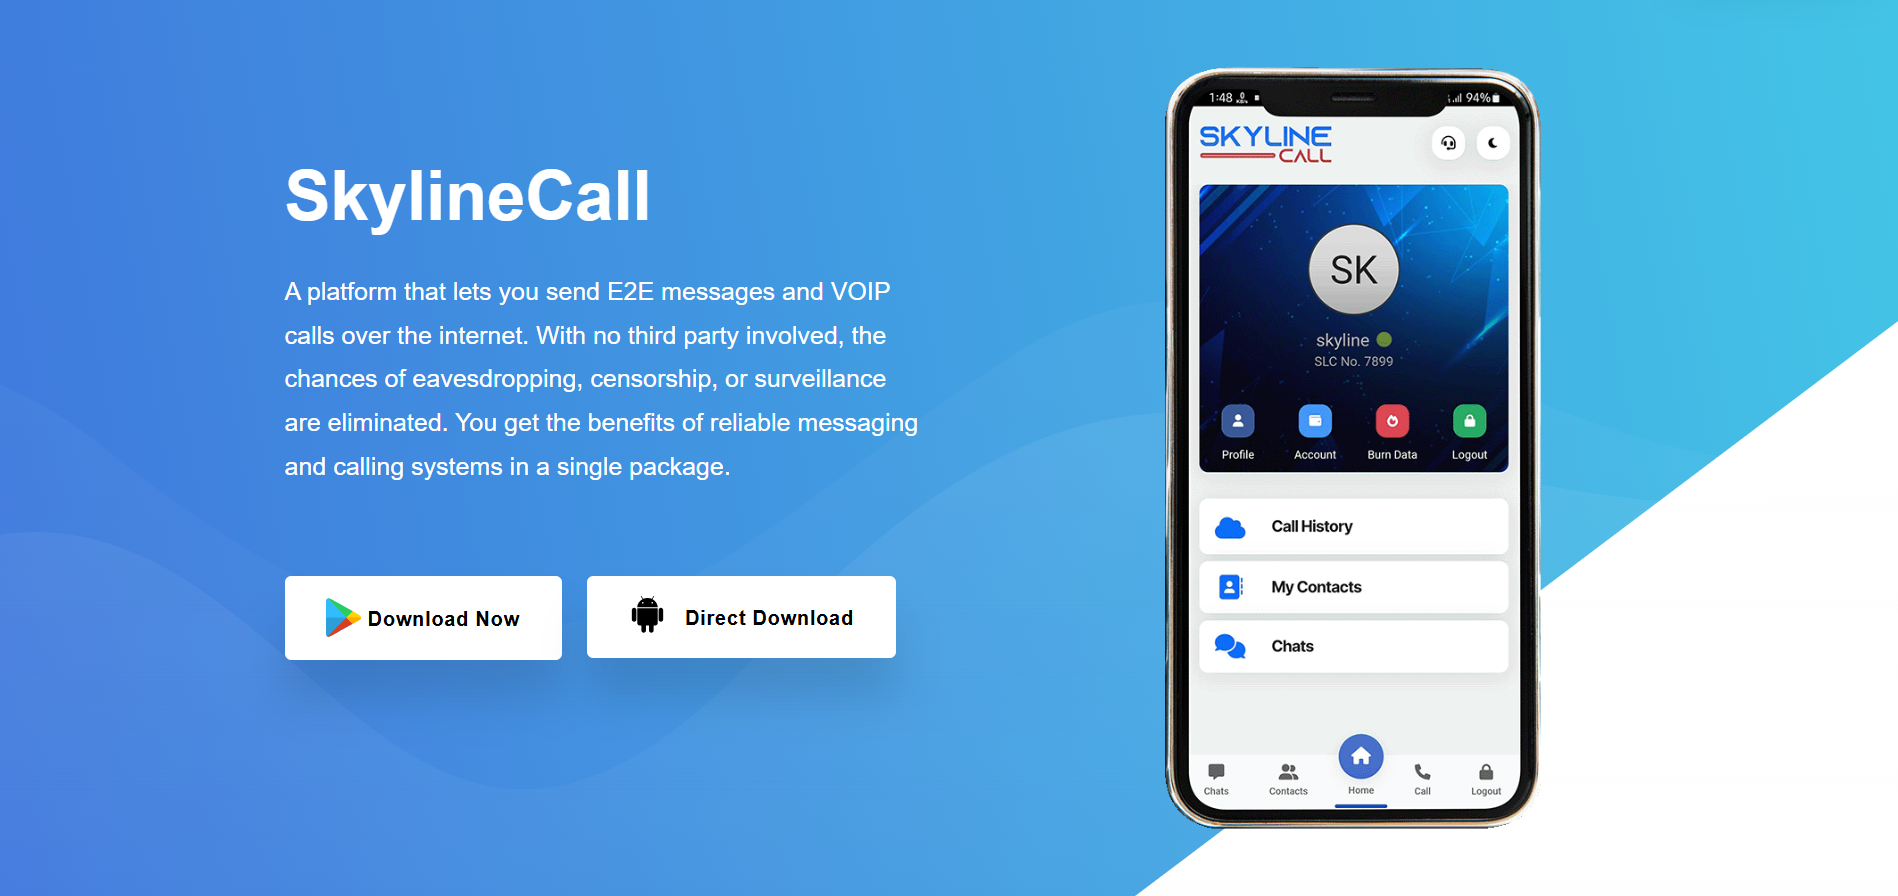 SkylineCall
A platform that lets you send E2E messages and VOIP
calls over the internet. With no third party involved, the
chances of eavesdropping, censorship, or surveillance
are eliminated. You get the benefits of reliable messaging
and calling systems in a single package.
Download Now
Direct Download
1:48 0 KB/s 94%
SKYLINE
CALL
SK
skyline
SLC No. 7899
Profile Account Burn Data Logout
Call History
My Contacts
Chats
Chats Contacts Home Call Logout